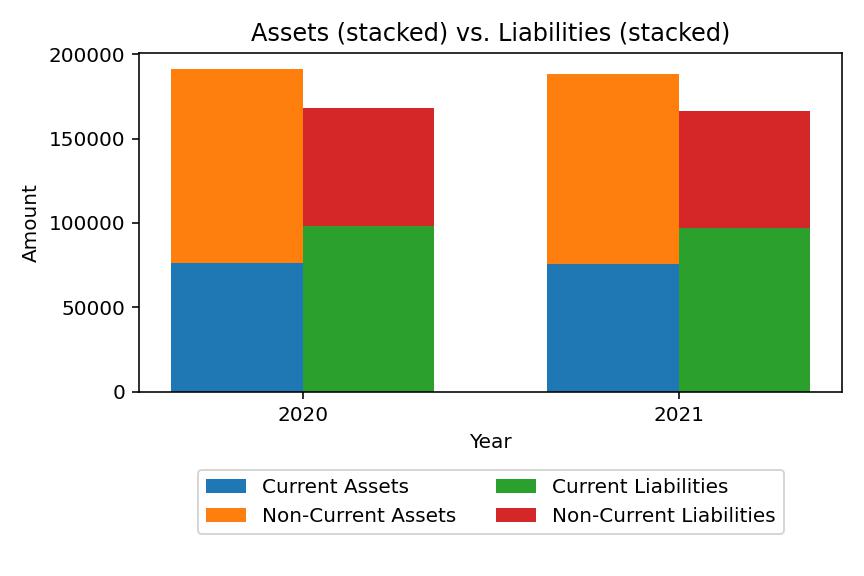 Assets (stacked) vs. Liabilities (stacked)
200000
150000
100000
50000
0
Amount
2020 2021
Year
Current Assets Current Liabilities
Non-Current Assets Non-Current Liabilities